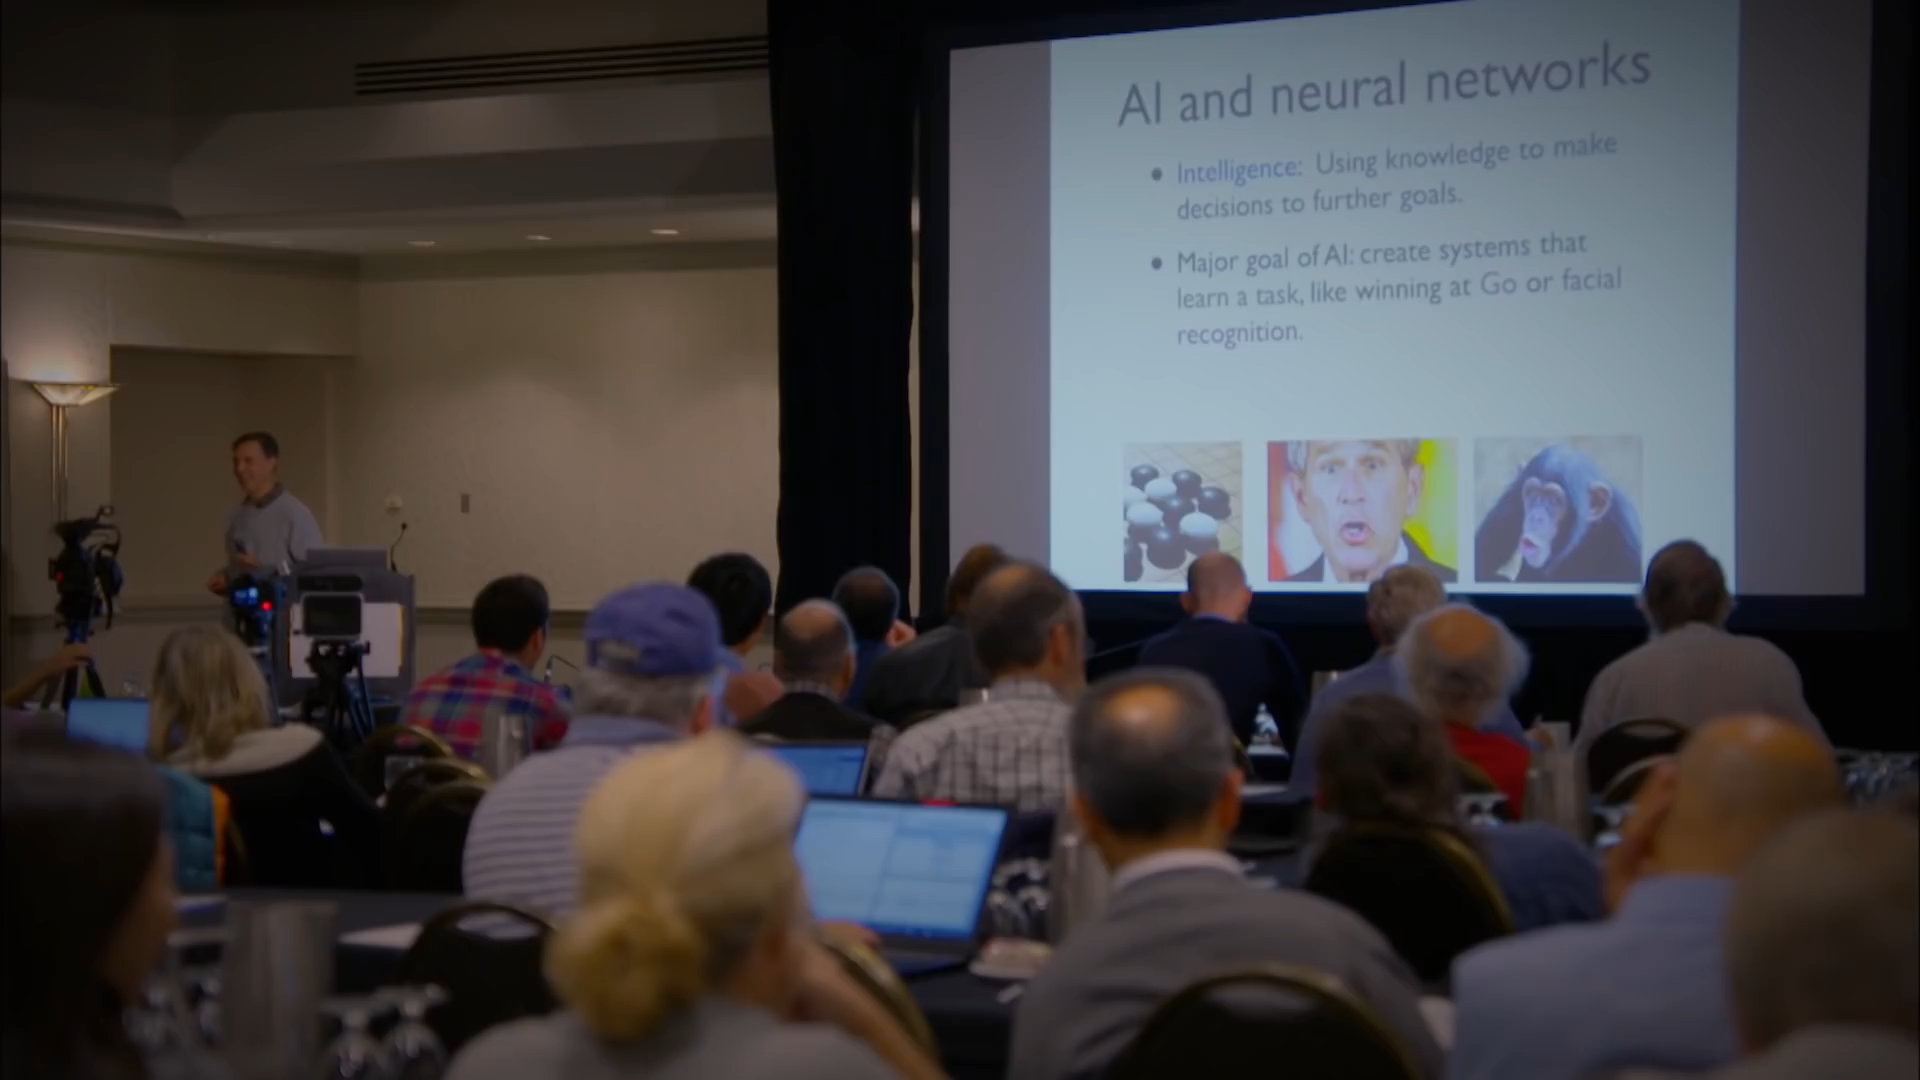 AI and neural networks
• Intelligence: Using knowledge to make
decisions to further goals.
• Major goal of AI: create systems that
learn a task, like winning at Go or facial
recognition.